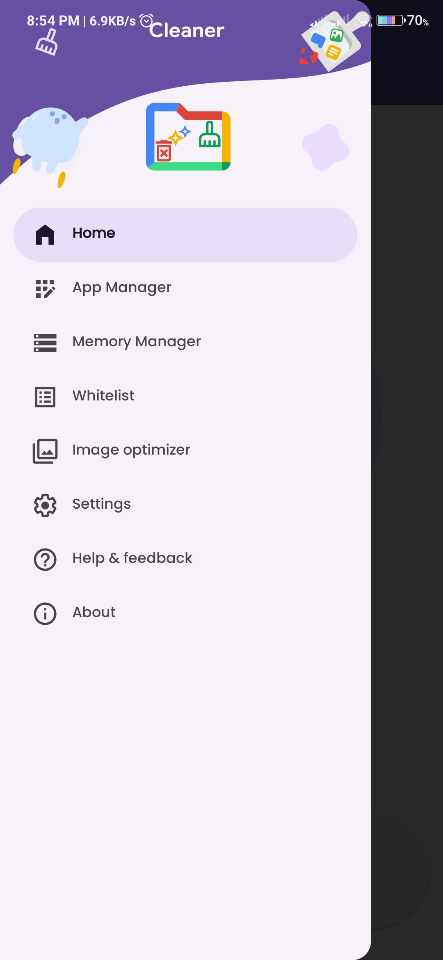 8:54 PM | 6.9KB/s
70%
Cleaner
Home
App Manager
Memory Manager
Whitelist
Image optimizer
Settings
Help & feedback
About